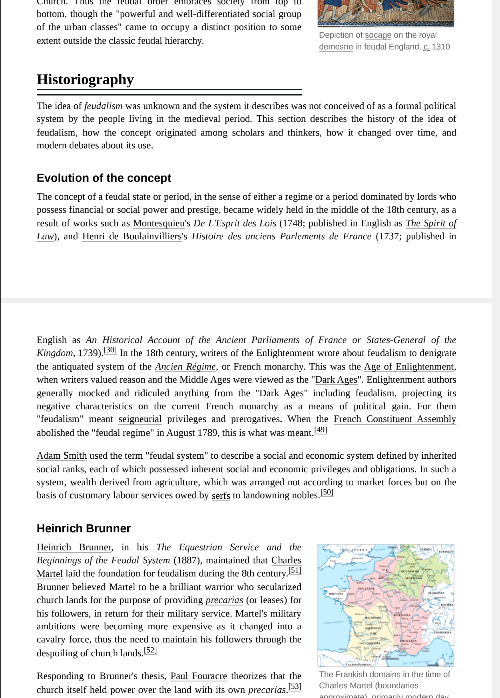 Church. Thus the feudal order embraces society from top to
bottom, though the "powerful and well-differentiated social group
of the urban classes" came to occupy a distinct position to some
extent outside the classic feudal hierarchy.
Depiction of socage on the royal
demesne in feudal England, c. 1310
Historiography
The idea of feudalism was unknown and the system it describes was not conceived of as a formal political
system by the people living in the medieval period. This section describes the history of the idea of
feudalism, how the concept originated among scholars and thinkers, how it changed over time, and
modern debates about its use.
Evolution of the concept
The concept of a feudal state or period, in the sense of either a regime or a period dominated by lords who
possess financial or social power and prestige, became widely held in the middle of the 18th century, as a
result of works such as Montesquieu's De L'Esprit des Lois (1748; published in English as The Spirit of
Law), and Henri de Boulainvilliers's Histoire des anciens Parlements de France (1737; published in
English as An Historical Account of the Ancient Parliaments of France or States-General of the
Kingdom, 1739).[30] In the 18th century, writers of the Enlightenment wrote about feudalism to denigrate
the antiquated system of the Ancien Régime, or French monarchy. This was the Age of Enlightenment,
when writers valued reason and the Middle Ages were viewed as the "Dark Ages". Enlightenment authors
generally mocked and ridiculed anything from the "Dark Ages" including feudalism, projecting its
negative characteristics on the current French monarchy as a means of political gain. For them
"feudalism" meant seigneurial privileges and prerogatives. When the French Constituent Assembly
abolished the "feudal regime" in August 1789, this is what was meant.[49]
Adam Smith used the term "feudal system" to describe a social and economic system defined by inherited
social ranks, each of which possessed inherent social and economic privileges and obligations. In such a
system, wealth derived from agriculture, which was arranged not according to market forces but on the
basis of customary labour services owed by serfs to landowning nobles.[50]
Heinrich Brunner
Heinrich Brunner, in his The Equestrian Service and the
Beginnings of the Feudal System (1887), maintained that Charles
Martel laid the foundation for feudalism during the 8th century.[51]
Brunner believed Martel to be a brilliant warrior who secularized
church lands for the purpose of providing precarias (or leases) for
his followers, in return for their military service. Martel's military
ambitions were becoming more expensive as it changed into a
cavalry force, thus the need to maintain his followers through the
despoiling of church lands.[52]
Responding to Brunner's thesis, Paul Fouracre theorizes that the
church itself held power over the land with its own precarias.[53]
The Frankish domains in the time of
Charles Martel (boundaries
approximate), primarily modern day